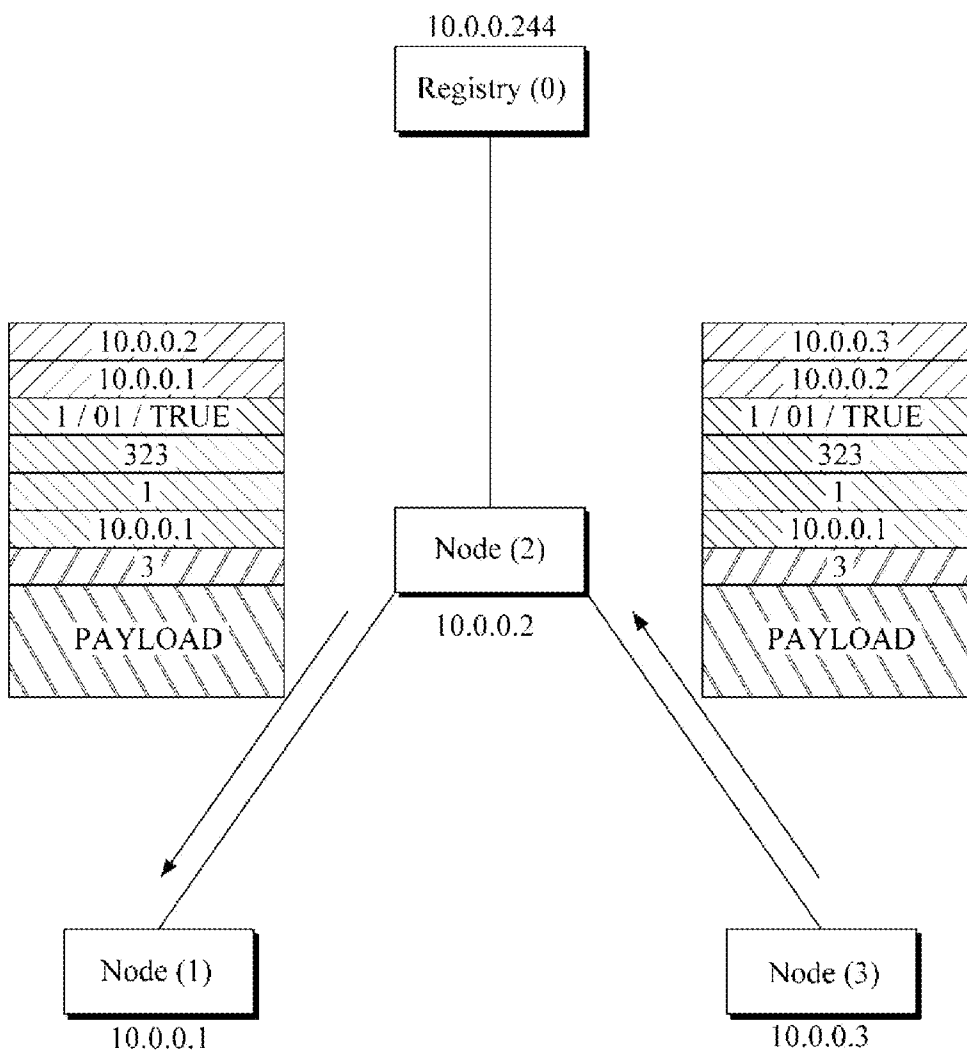 10.0.0.244
Registry (0)
10.0.0.2
10.0.0.1
1 / 01 / TRUE
323
1
10.0.0.1
3
PAYLOAD
10.0.0.3
10.0.0.2
1 / 01 / TRUE
323
1
10.0.0.1
3
PAYLOAD
Node (2)
10.0.0.2
Node (1)
10.0.0.1
Node (3)
10.0.0.3